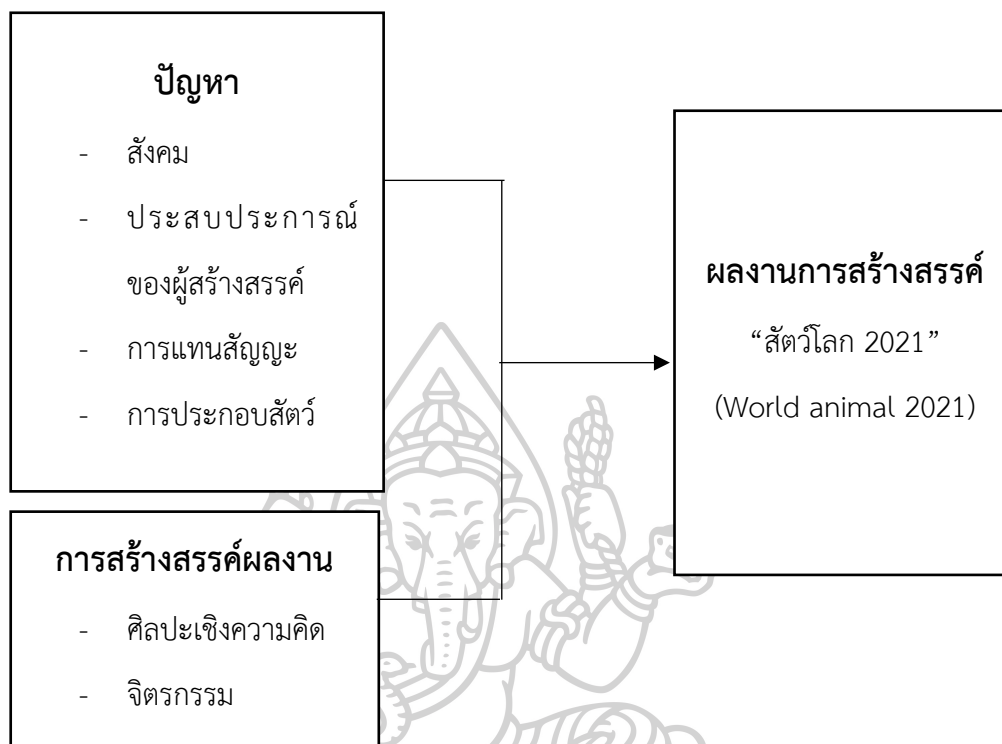 ปัญหา
- สังคม
- ประสบประการณ์
ของผู้สร้างสรรค์
- การแทนสัญญะ
- การประกอบสัตว์
การสร้างสรรค์ผลงาน
- ศิลปะเชิงความคิด
- จิตรกรรม
ผลงานการสร้างสรรค์
“สัตว์โลก 2021”
(World animal 2021)